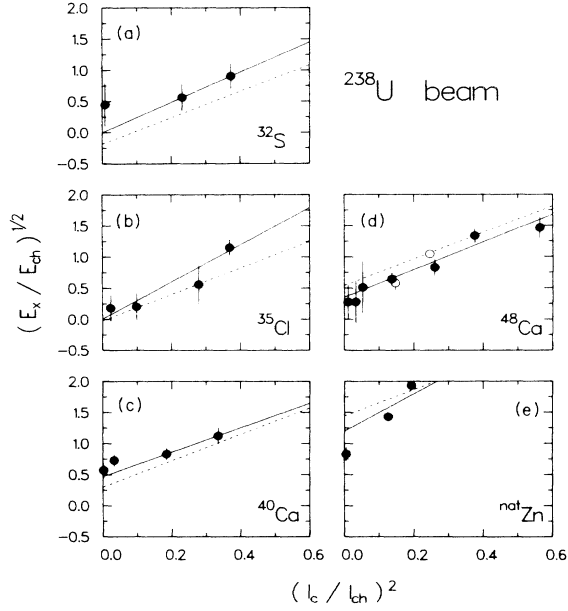 (a)
1.5
1.0
0.5
0.0
−0.5
³²S
²³⁸U beam
(Eₓ / E_ch)^1/2
(b)
2.0
1.5
1.0
0.5
0.0
−0.5
³⁵Cl
(d)
⁴⁸Ca
(c)
2.0
1.5
1.0
0.5
0.0
−0.5
⁴⁰Ca
(e)
ⁿᵃᵗZn
0.0 0.2 0.4 0.6
0.0 0.2 0.4 0.6
(l_c / l_ch)²